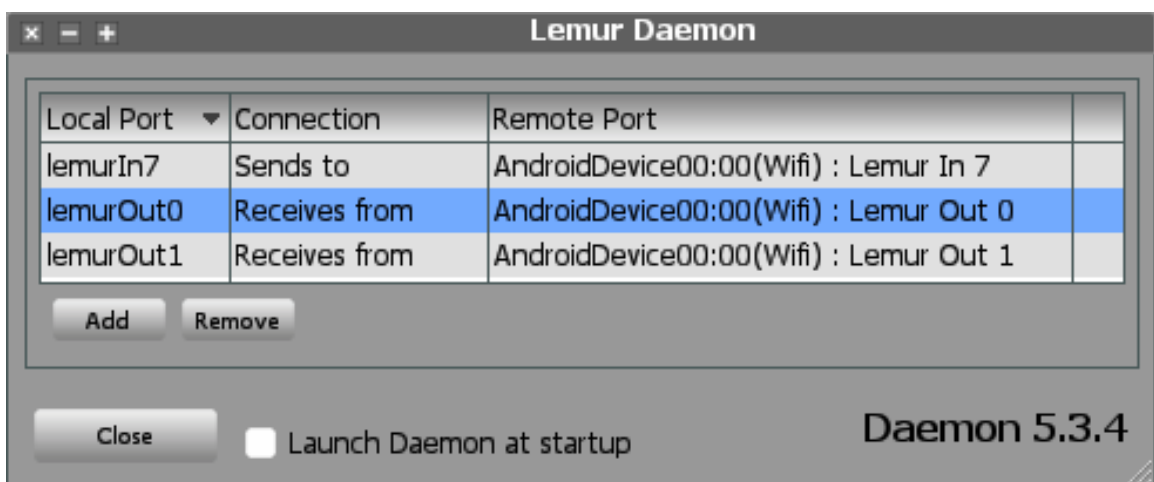 Lemur Daemon
Local Port Connection Remote Port
lemurIn7 Sends to AndroidDevice00:00(Wifi) : Lemur In 7
lemurOut0 Receives from AndroidDevice00:00(Wifi) : Lemur Out 0
lemurOut1 Receives from AndroidDevice00:00(Wifi) : Lemur Out 1
Add Remove
Close Launch Daemon at startup Daemon 5.3.4